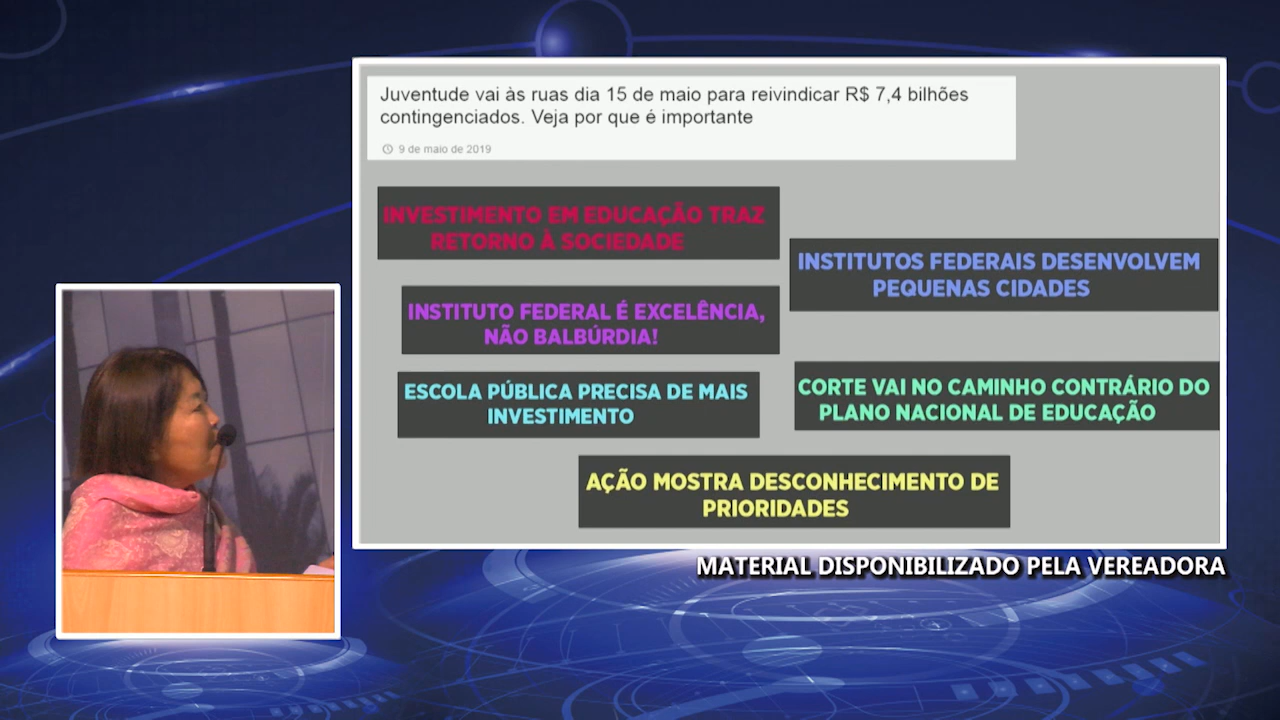 Juventude vai às ruas dia 15 de maio para reivindicar R$ 7,4 bilhões
contingenciados. Veja por que é importante
9 de maio de 2019
INVESTIMENTO EM EDUCAÇÃO TRAZ
RETORNO À SOCIEDADE
INSTITUTOS FEDERAIS DESENVOLVEM
PEQUENAS CIDADES
INSTITUTO FEDERAL É EXCELÊNCIA,
NÃO BALBÚRDIA!
ESCOLA PÚBLICA PRECISA DE MAIS
INVESTIMENTO
CORTE VAI NO CAMINHO CONTRÁRIO DO
PLANO NACIONAL DE EDUCAÇÃO
AÇÃO MOSTRA DESCONHECIMENTO DE
PRIORIDADES
MATERIAL DISPONIBILIZADO PELA VEREADORA